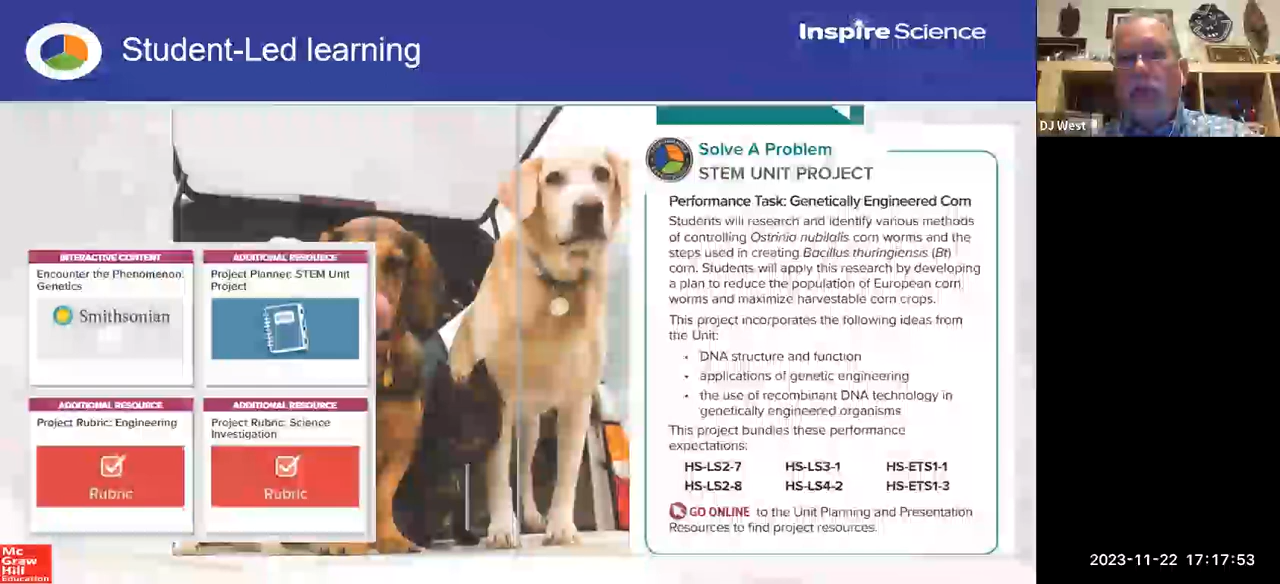 Student-Led learning
Inspire Science
DJ West
Solve A Problem
STEM UNIT PROJECT
Performance Task: Genetically Engineered Corn
Students will research and identify various methods
of controlling Ostrinia nubilalis corn worms and the
steps used in creating Bacillus thuringiensis (Bt)
corn. Students will apply this research by developing
a plan to reduce the population of European corn
worms and maximize harvestable corn crops.
This project incorporates the following ideas from
the Unit:
• DNA structure and function
• applications of genetic engineering
• the use of recombinant DNA technology in
genetically engineered organisms
This project bundles these performance
expectations:
HS-LS2-7 HS-LS3-1 HS-ETS1-1
HS-LS2-8 HS-LS4-2 HS-ETS1-3
GO ONLINE to the Unit Planning and Presentation
Resources to find project resources.
INTERACTIVE CONTENT
Encounter the Phenomenon:
Genetics
Smithsonian
ADDITIONAL RESOURCE
Project Planner: STEM Unit
Project
ADDITIONAL RESOURCE
Project Rubric: Engineering
Rubric
ADDITIONAL RESOURCE
Project Rubric: Science
Investigation
Rubric
Mc
Graw
Hill
Education
2023-11-22 17:17:53